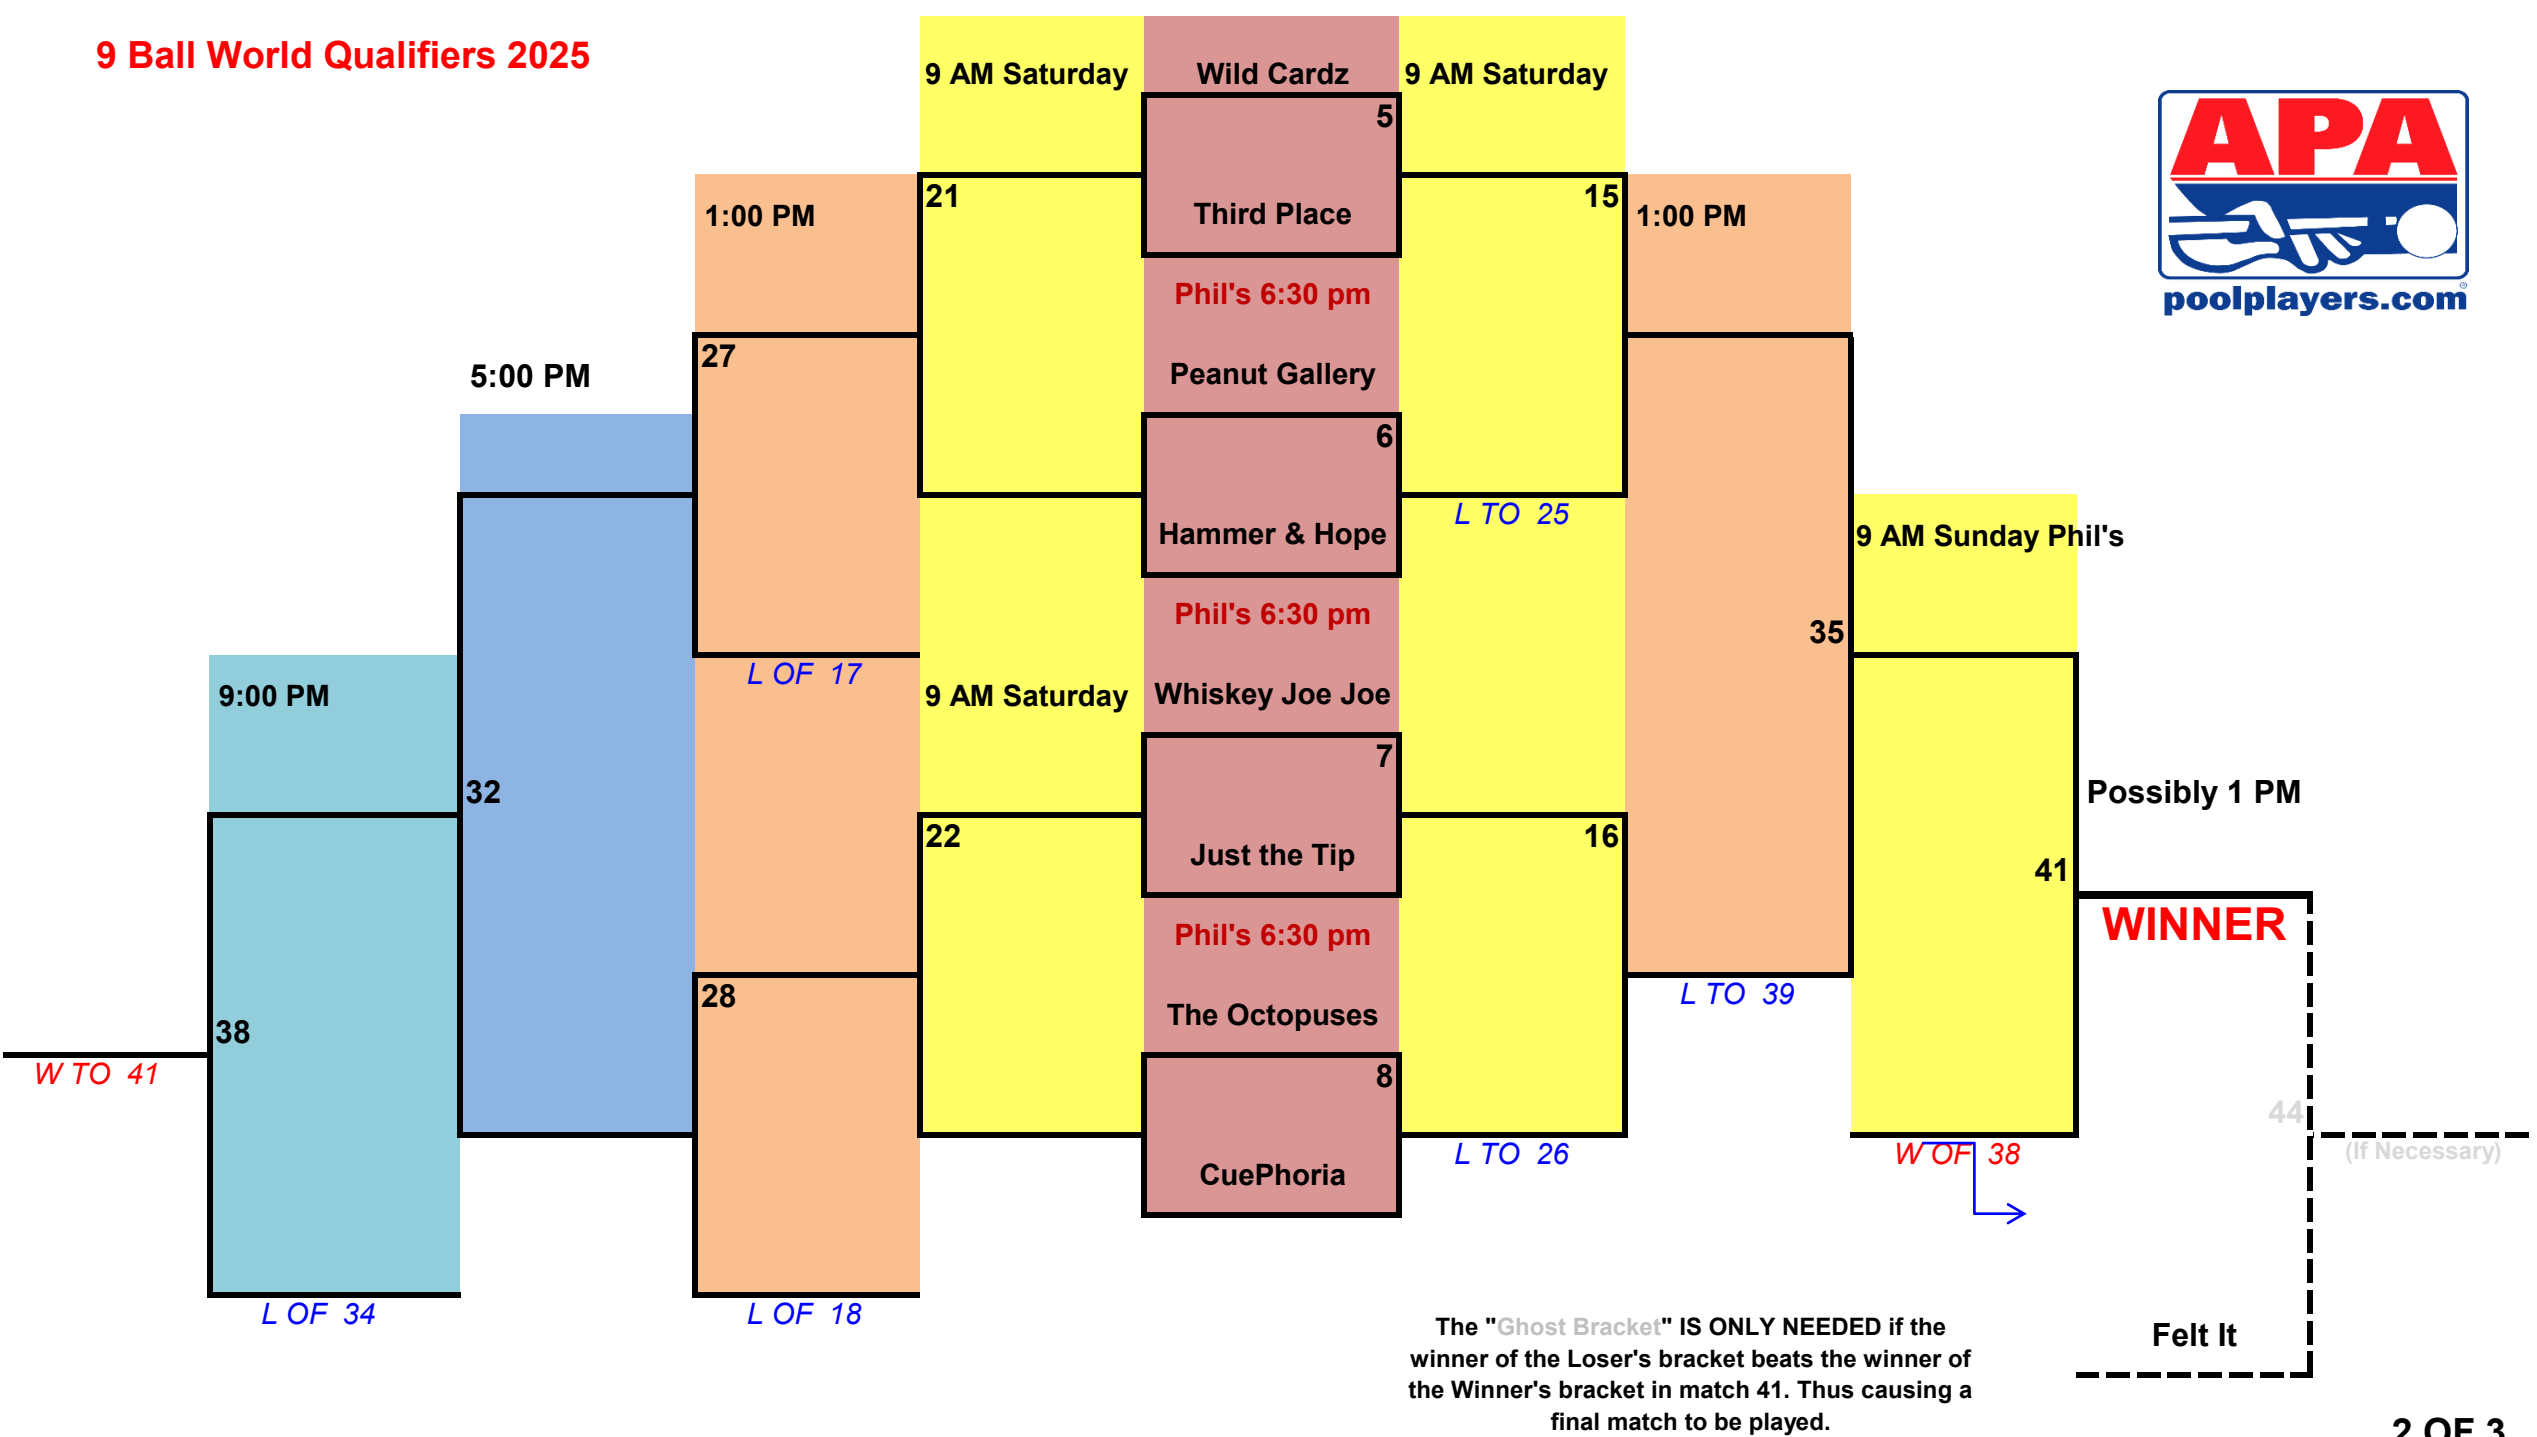 9 Ball World Qualifiers 2025
9 AM Saturday
Wild Cardz
9 AM Saturday
APA
poolplayers.com
®
5
21
15
1:00 PM
Third Place
1:00 PM
Phil's 6:30 pm
27
5:00 PM
Peanut Gallery
6
L TO 25
Hammer & Hope
9 AM Sunday Phil's
Phil's 6:30 pm
35
L OF 17
9:00 PM
9 AM Saturday
Whiskey Joe Joe
7
32
Possibly 1 PM
22
16
Just the Tip
41
WINNER
Phil's 6:30 pm
28
L TO 39
The Octopuses
38
W TO 41
8
44
L TO 26
W OF 38
(If Necessary)
CuePhoria
L OF 34
L OF 18
The "Ghost Bracket" IS ONLY NEEDED if the
winner of the Loser's bracket beats the winner of
the Winner's bracket in match 41. Thus causing a
final match to be played.
Felt It
2 OF 3